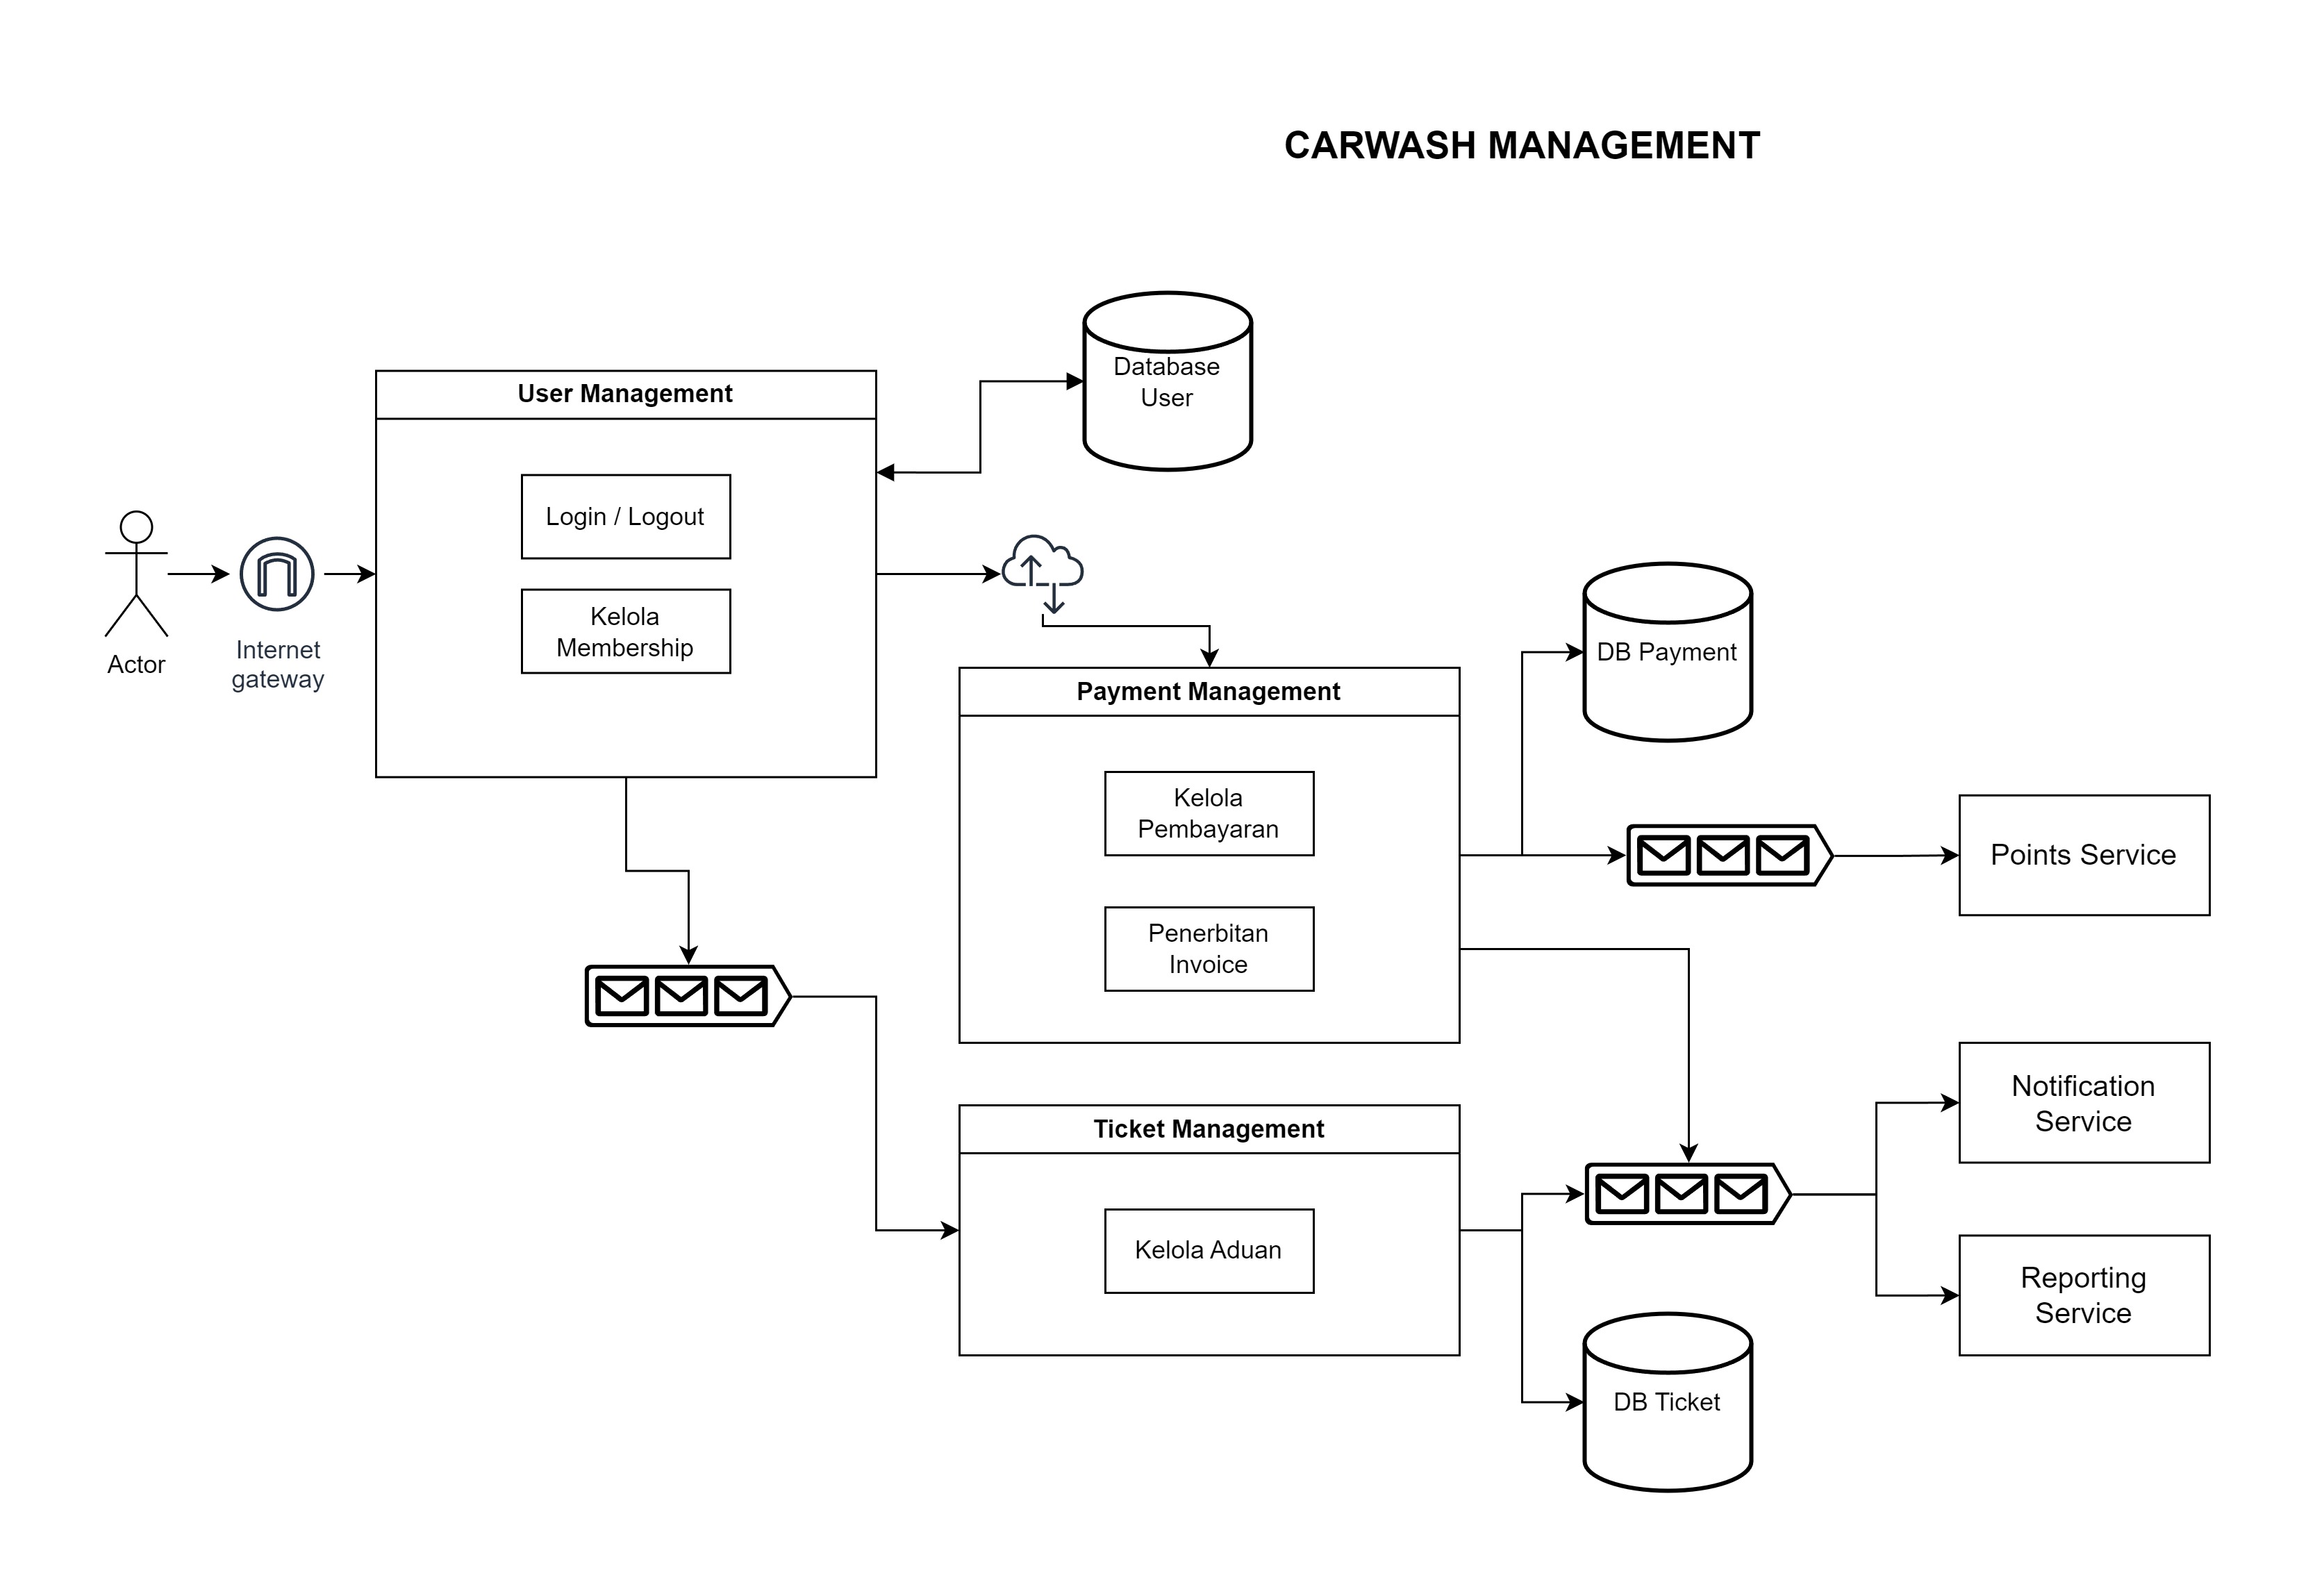 CARWASH MANAGEMENT
Database
User
User Management
Login / Logout
Kelola
Membership
Actor
Internet
gateway
DB Payment
Payment Management
Kelola
Pembayaran
Points Service
Penerbitan
Invoice
Notification
Service
Ticket Management
Kelola Aduan
Reporting
Service
DB Ticket